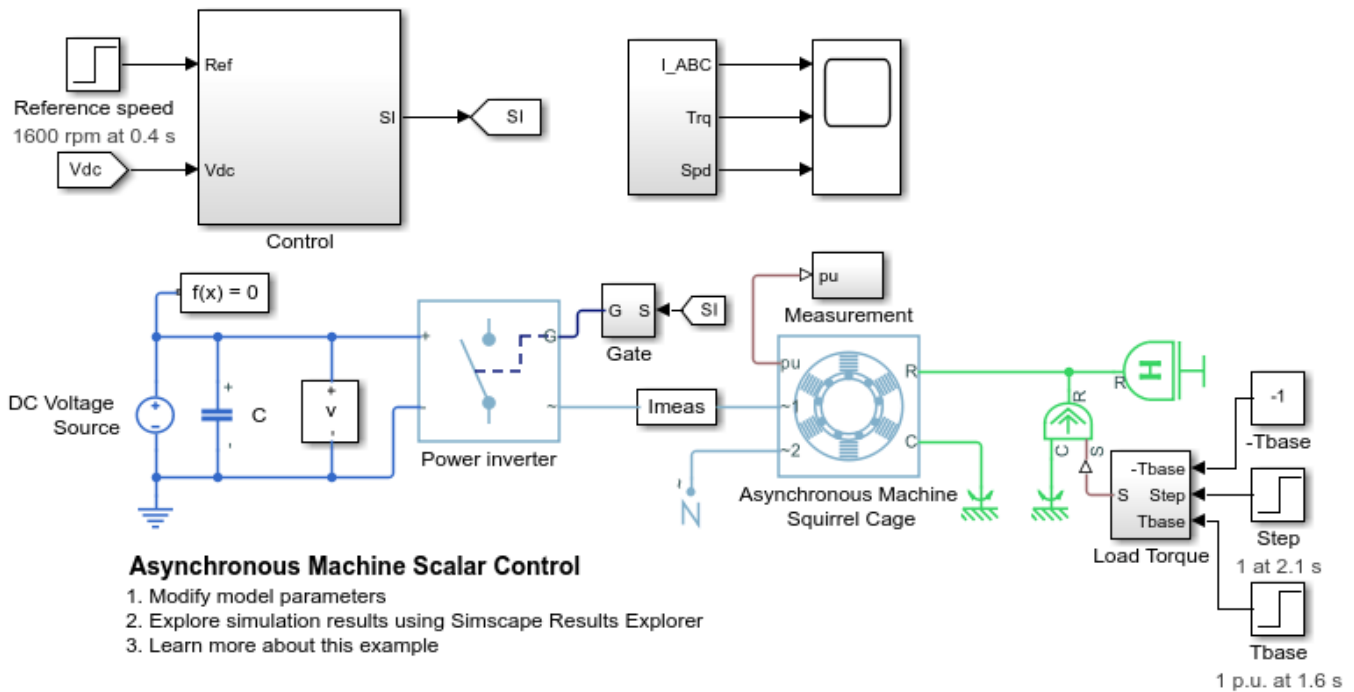 Ref
Reference speed
1600 rpm at 0.4 s
Vdc
Vdc
SI
SI
Control
I_ABC
Trq
Spd
f(x) = 0
DC Voltage
Source
+
-
+
-
C
+
v
-
+
-
G
~
Power inverter
G S
SI
Gate
Imeas
~
N
pu
Measurement
pu
~1
~2
R
C
Asynchronous Machine
Squirrel Cage
R
H
R
C
S
-1
-Tbase
-Tbase
S Step
Tbase
Load Torque
Step
1 at 2.1 s
Tbase
1 p.u. at 1.6 s
Asynchronous Machine Scalar Control
1. Modify model parameters
2. Explore simulation results using Simscape Results Explorer
3. Learn more about this example